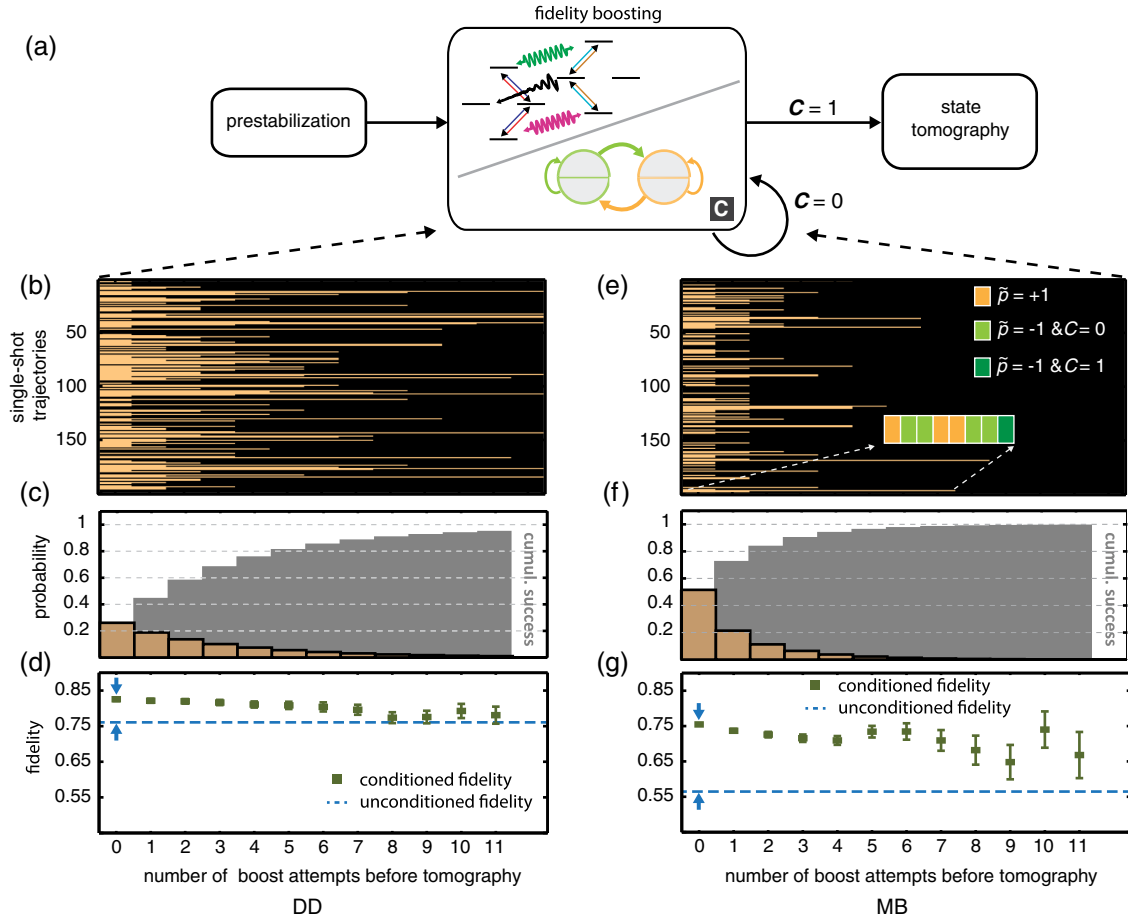 fidelity boosting
(a)
prestabilization
C = 1
state
tomography
C
C = 0
(b)
single-shot
trajectories
50
100
150
(e)
p̃ = +1
p̃ = -1 &C = 0
p̃ = -1 &C = 1
50
100
150
(c)
probability
1
0.8
0.6
0.4
0.2
cumul. success
(f)
1
0.8
0.6
0.4
0.2
cumul. success
(d)
fidelity
0.85
0.75
0.65
0.55
conditioned fidelity
unconditioned fidelity
0 1 2 3 4 5 6 7 8 9 10 11
number of boost attempts before tomography
DD
(g)
0.85
0.75
0.65
0.55
conditioned fidelity
unconditioned fidelity
0 1 2 3 4 5 6 7 8 9 10 11
number of boost attempts before tomography
MB